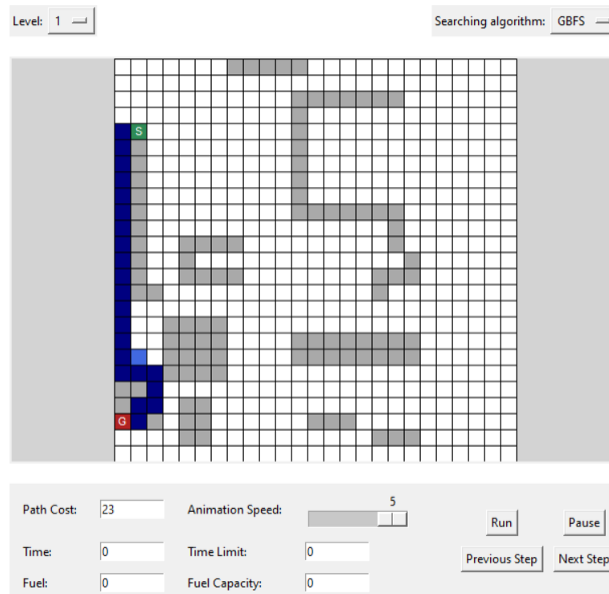 Level: 1 Searching algorithm: GBFS
S
G
5
Path Cost: 23 Animation Speed: Run Pause
Time: 0 Time Limit: 0 Previous Step Next Step
Fuel: 0 Fuel Capacity: 0